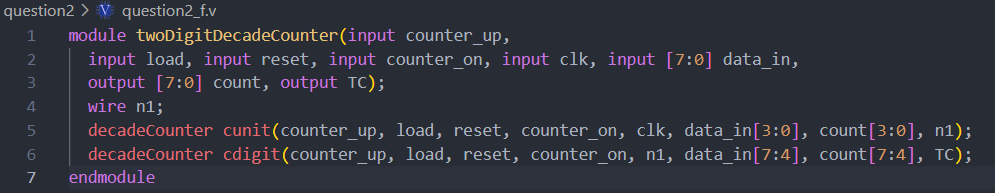 question2 > question2_f.v
1 module twoDigitDecadeCounter(input counter_up,
2 input load, input reset, input counter_on, input clk, input [7:0] data_in,
3 output [7:0] count, output TC);
4 wire n1;
5 decadeCounter cunit(counter_up, load, reset, counter_on, clk, data_in[3:0], count[3:0], n1);
6 decadeCounter cdigit(counter_up, load, reset, counter_on, n1, data_in[7:4], count[7:4], TC);
7 endmodule